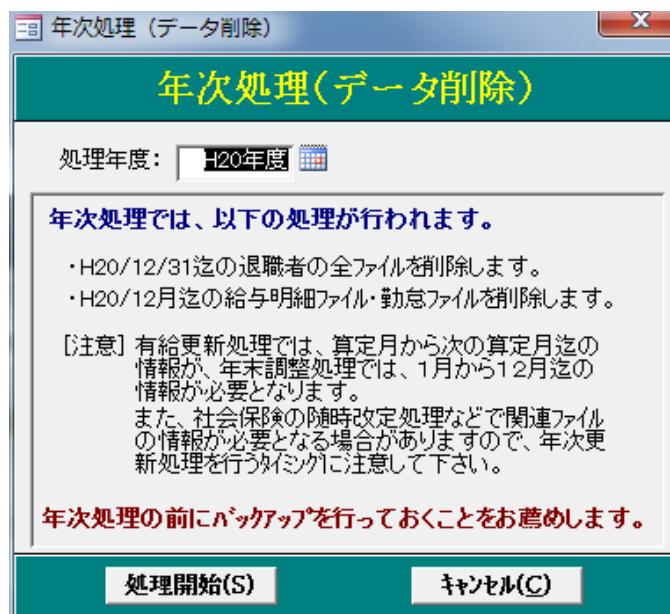 年次処理（データ削除）
年次処理(データ削除)
処理年度： H20年度
年次処理では、以下の処理が行われます。
・H20/12/31迄の退職者の全ﾌｧｲﾙを削除します。
・H20/12月迄の給与明細ﾌｧｲﾙ・勤怠ﾌｧｲﾙを削除します。
[注意] 有給更新処理では、算定月から次の算定月迄の
情報が、年末調整処理では、１月から１２月迄の
情報が必要となります。
また、社会保険の随時改定処理などで関連ﾌｧｲﾙ
の情報が必要となる場合がありますので、年次更
新処理を行うﾀｲﾐﾝｸﾞに注意して下さい。
年次処理の前にﾊﾞｯｸｱｯﾌﾟを行っておくことをお薦めします。
処理開始(S) ｷｬﾝｾﾙ(C)